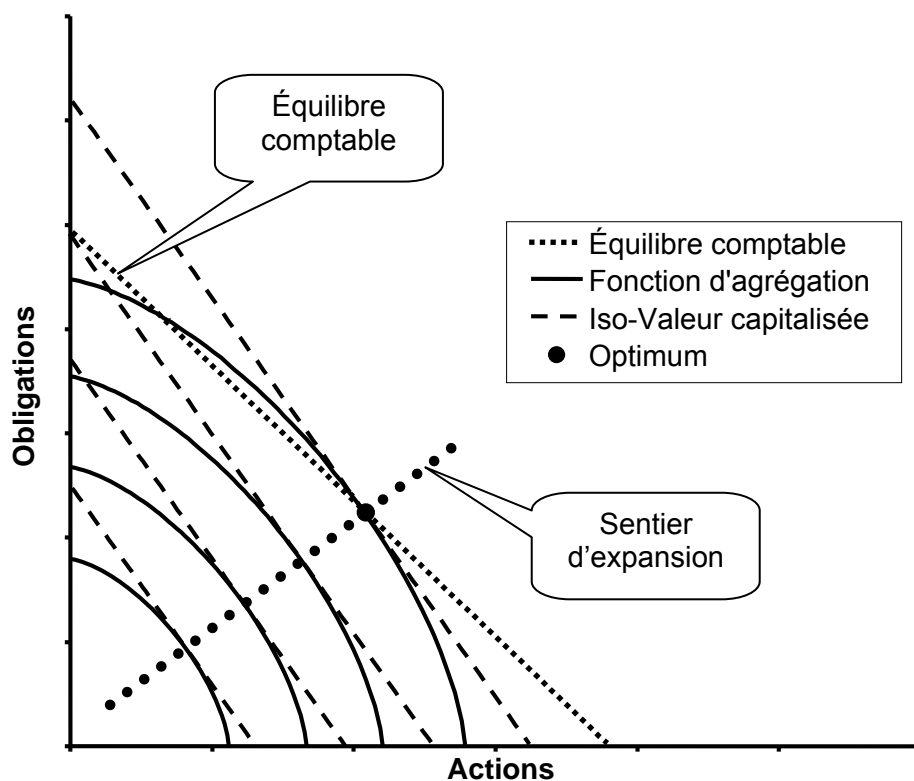 Équilibre
comptable
Équilibre comptable
Fonction d'agrégation
Iso-Valeur capitalisée
Optimum
Obligations
Sentier
d’expansion
Actions